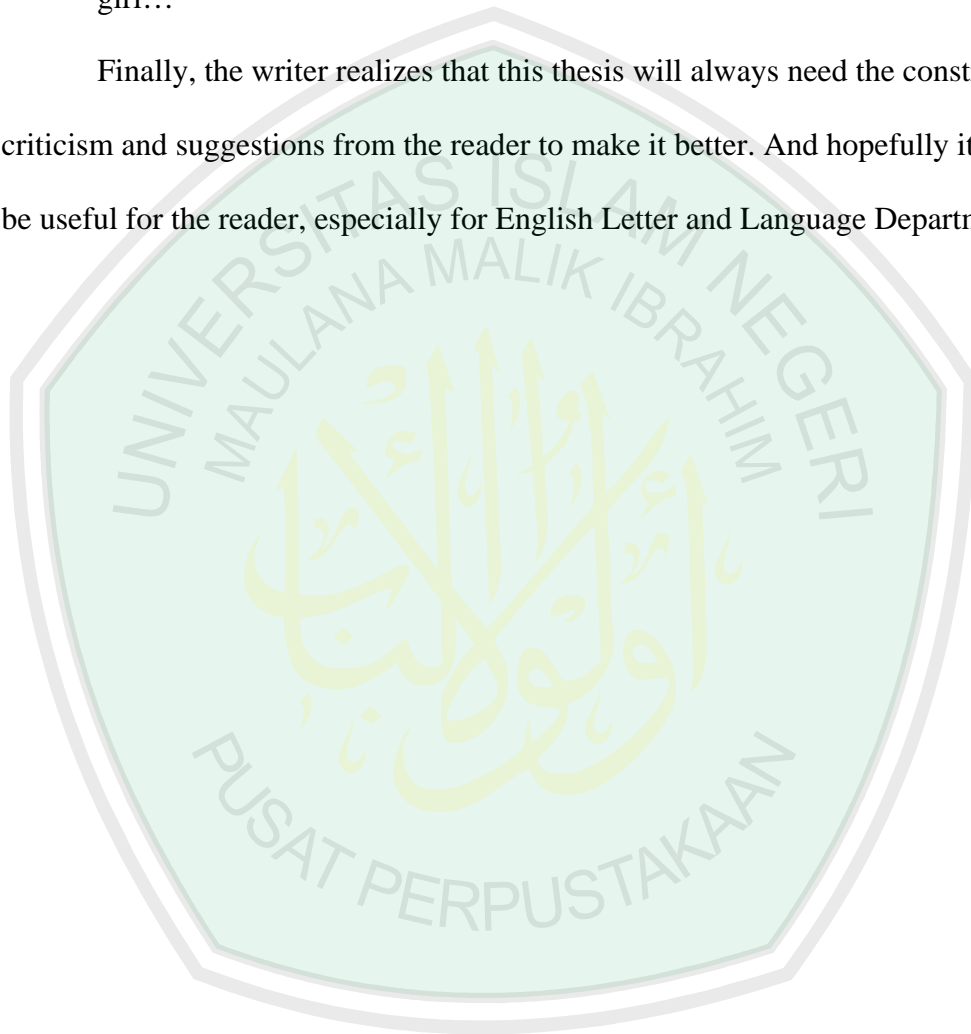 girl…
Finally, the writer realizes that this thesis will always need the const
criticism and suggestions from the reader to make it better. And hopefully it
be useful for the reader, especially for English Letter and Language Departm
UNIVERSITAS ISLAM NEGERI
MAULANA MALIK IBRAHIM
أولوا الألباب
PUSAT PERPUSTAKAAN